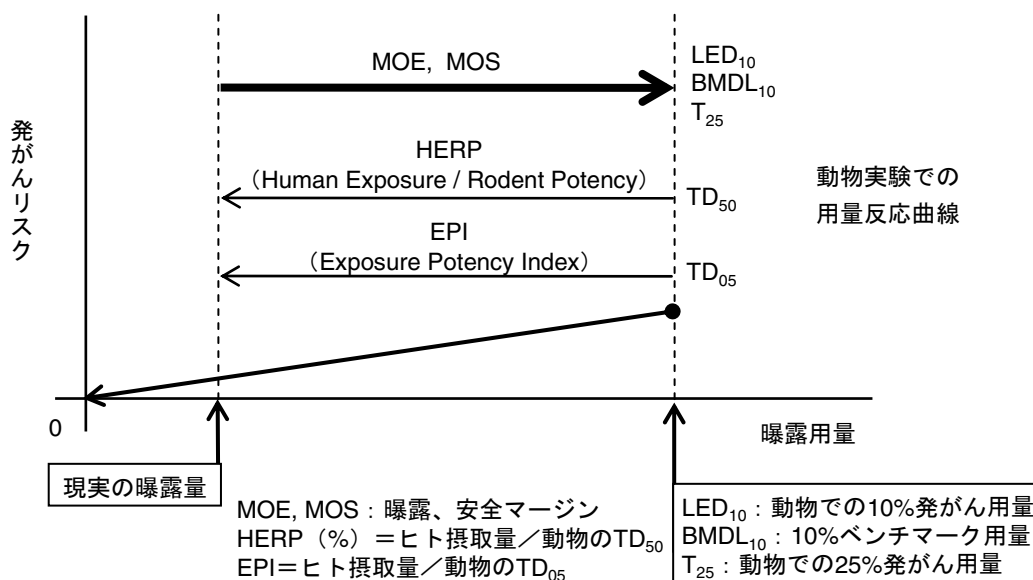 MOE, MOS
LED₁₀
BMDL₁₀
T₂₅
発がんリスク
HERP
（Human Exposure / Rodent Potency）
TD₅₀
動物実験での
用量反応曲線
EPI
（Exposure Potency Index）
TD₀₅
0
曝露用量
現実の曝露量
MOE, MOS：曝露、安全マージン
HERP（%）＝ヒト摂取量／動物のTD₅₀
EPI＝ヒト摂取量／動物のTD₀₅
LED₁₀：動物での10%発がん用量
BMDL₁₀：10%ベンチマーク用量
T₂₅：動物での25%発がん用量